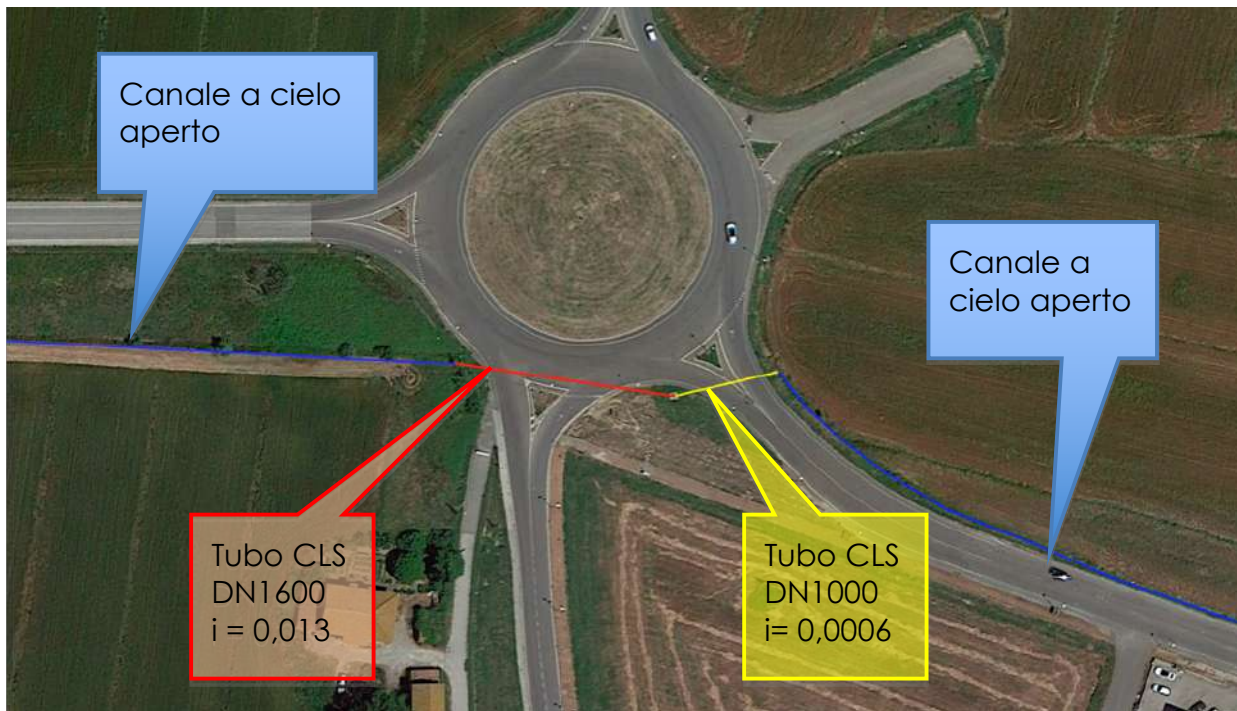 Canale a cielo
aperto
Canale a
cielo aperto
Tubo CLS
DN1600
i = 0,013
Tubo CLS
DN1000
i= 0,0006